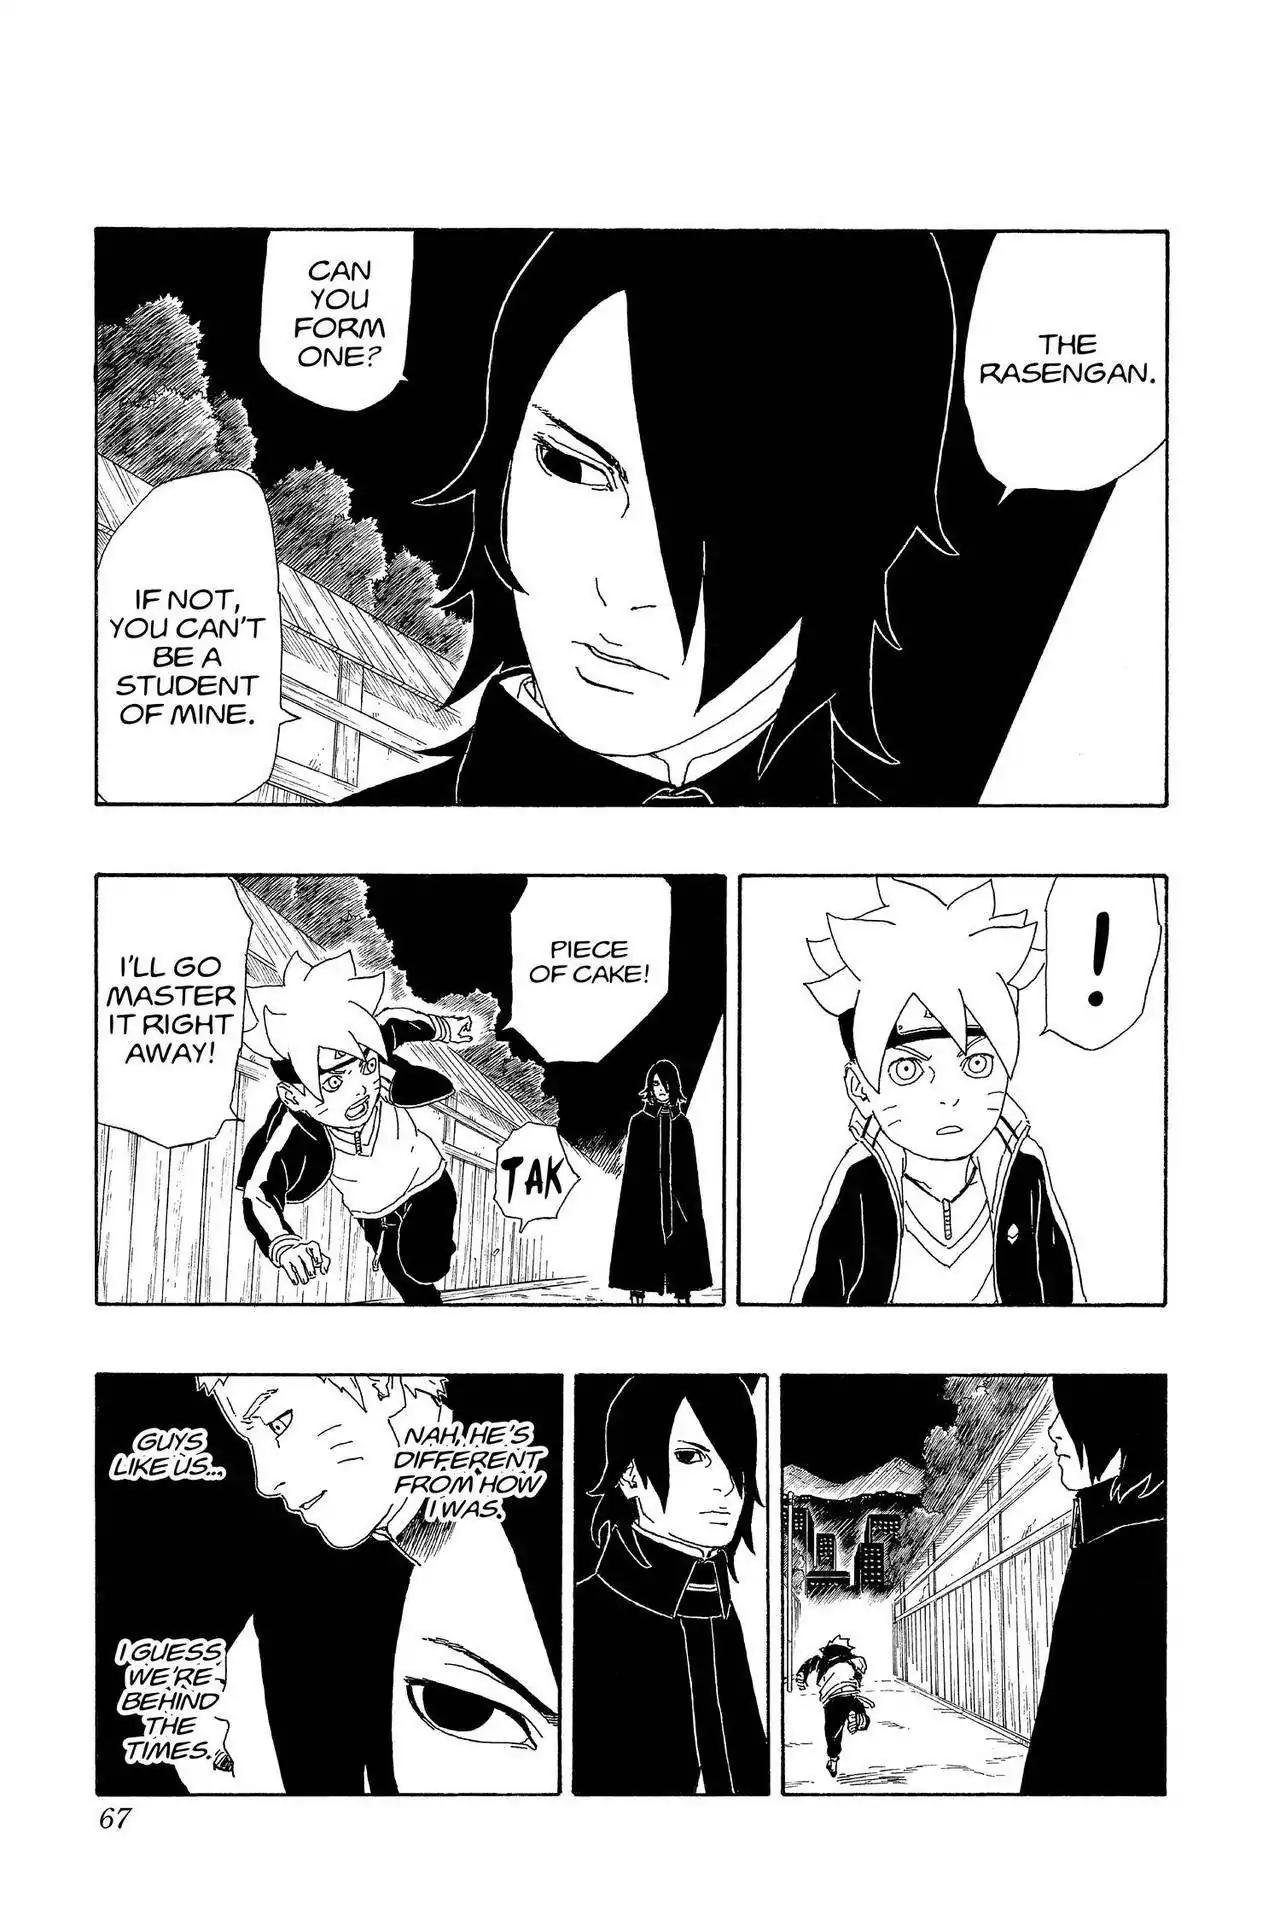 THE
RASENGAN.
CAN
YOU
FORM
ONE?
IF NOT,
YOU CAN'T
BE A
STUDENT
OF MINE.
!
PIECE
OF CAKE!
TAK
I'LL GO
MASTER
IT RIGHT
AWAY!
NAH, HE'S
DIFFERENT
FROM HOW
I WAS.
GUYS
LIKE US...
I GUESS
WE'RE
BEHIND
THE
TIMES.
67